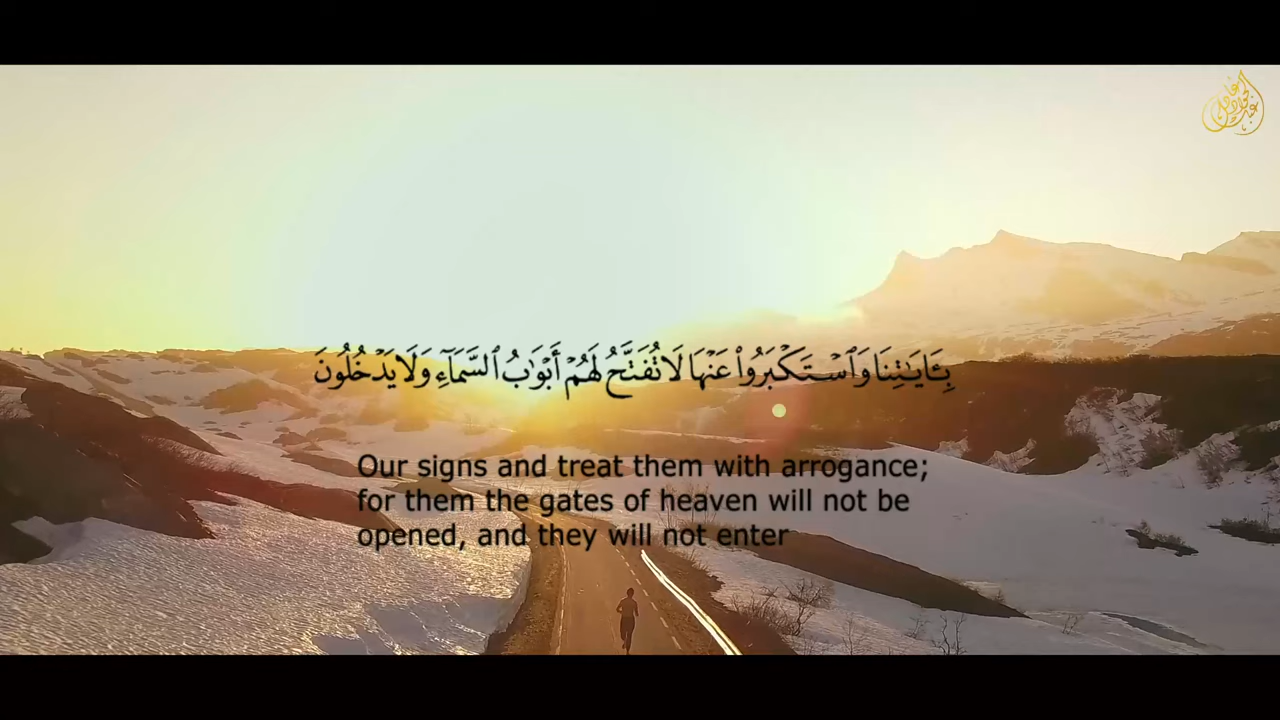 بِـَٔايَٰتِنَا وَٱسْتَكْبَرُوا۟ عَنْهَا لَا تُفَتَّحُ لَهُمْ أَبْوَٰبُ ٱلسَّمَآءِ وَلَا يَدْخُلُونَ
Our signs and treat them with arrogance;
for them the gates of heaven will not be
opened, and they will not enter